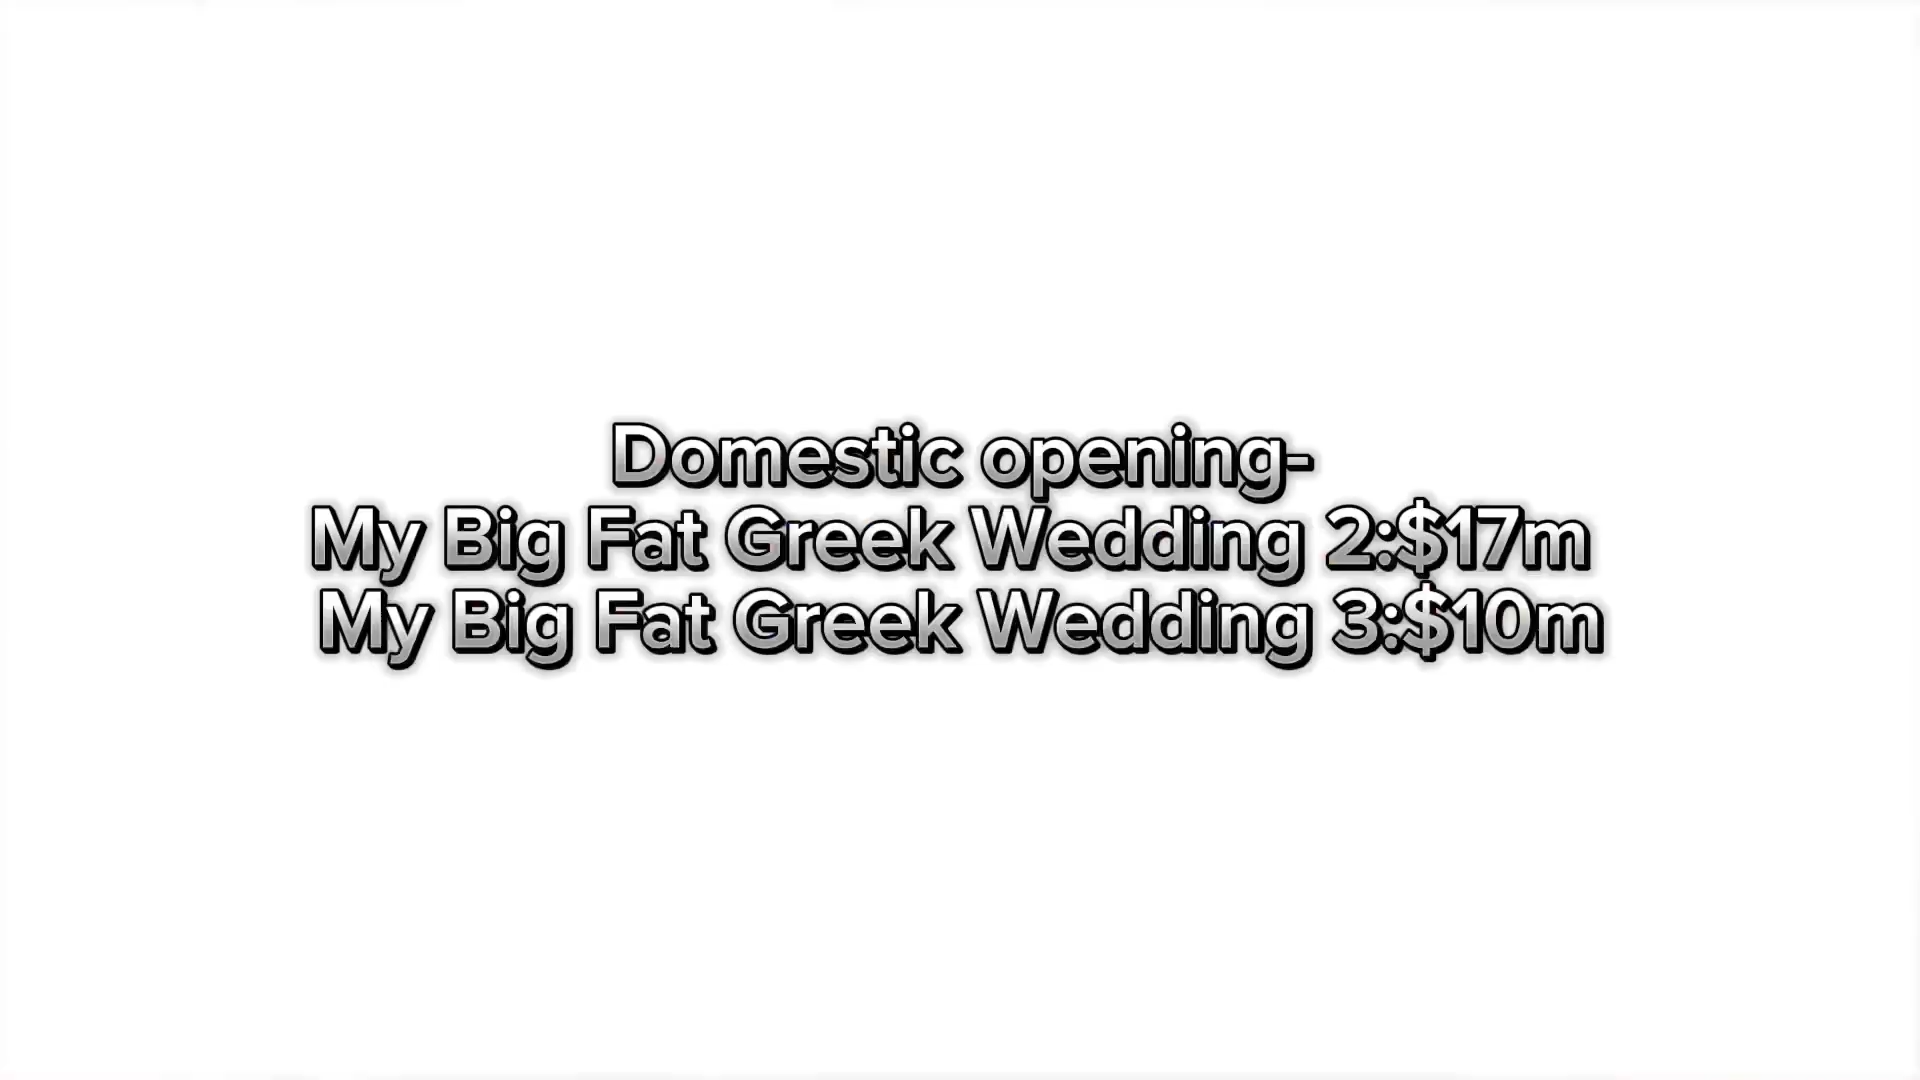 Domestic opening-
My Big Fat Greek Wedding 2:$17m
My Big Fat Greek Wedding 3:$10m